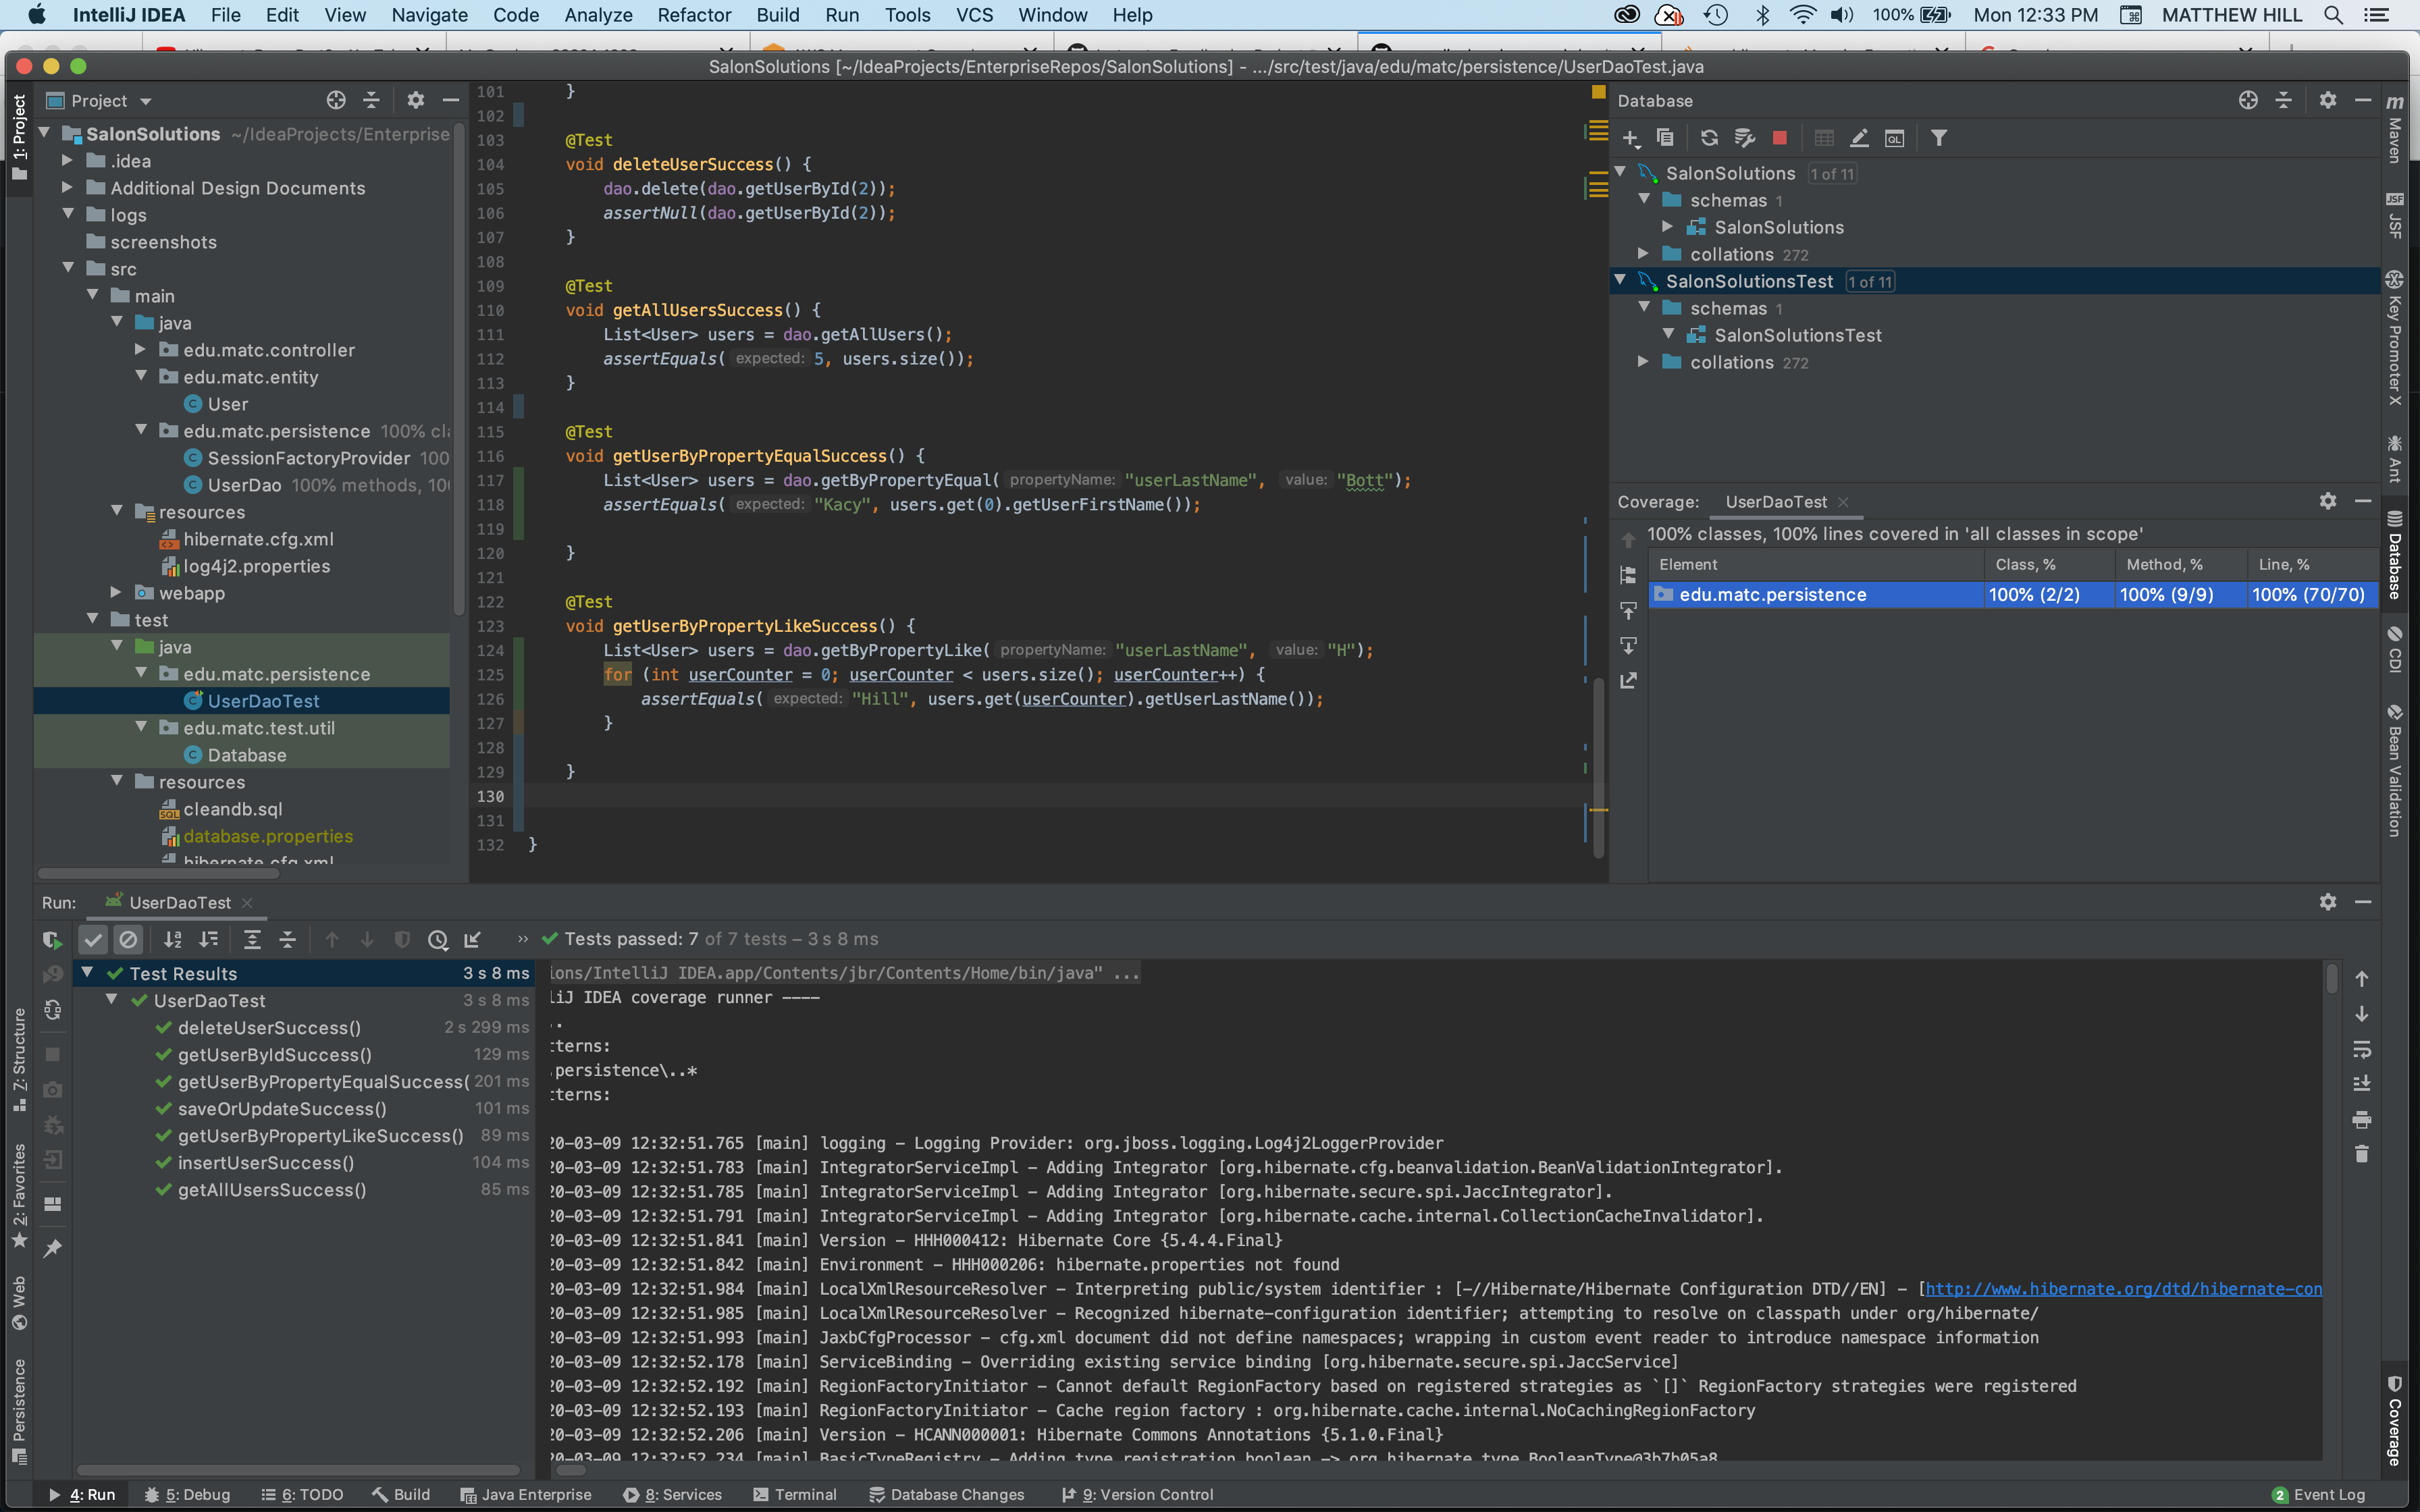 IntelliJ IDEA File Edit View Navigate Code Analyze Refactor Build Run Tools VCS Window Help 100% Mon 12:33 PM MATTHEW HILL
SalonSolutions [~/IdeaProjects/EnterpriseRepos/SalonSolutions] - .../src/test/java/edu/matc/persistence/UserDaoTest.java
1: Project
Project
SalonSolutions ~/IdeaProjects/Enterprise
.idea
Additional Design Documents
logs
screenshots
src
main
java
edu.matc.controller
edu.matc.entity
User
edu.matc.persistence 100% cl
SessionFactoryProvider 100
UserDao 100% methods, 10
resources
hibernate.cfg.xml
log4j2.properties
webapp
test
java
edu.matc.persistence
UserDaoTest
edu.matc.test.util
Database
resources
cleandb.sql
database.properties
hibernate.cfg.xml
101 }
102
103 @Test
104 void deleteUserSuccess() {
105 dao.delete(dao.getUserById(2));
106 assertNull(dao.getUserById(2));
107 }
108
109 @Test
110 void getAllUsersSuccess() {
111 List<User> users = dao.getAllUsers();
112 assertEquals( expected: 5, users.size());
113 }
114
115 @Test
116 void getUserByPropertyEqualSuccess() {
117 List<User> users = dao.getByPropertyEqual( propertyName: "userLastName", value: "Bott");
118 assertEquals( expected: "Kacy", users.get(0).getUserFirstName());
119
120 }
121
122 @Test
123 void getUserByPropertyLikeSuccess() {
124 List<User> users = dao.getByPropertyLike( propertyName: "userLastName", value: "H");
125 for (int userCounter = 0; userCounter < users.size(); userCounter++) {
126 assertEquals( expected: "Hill", users.get(userCounter).getUserLastName());
127 }
128
129 }
130
131
132 }
Database
SalonSolutions 1 of 11
schemas 1
SalonSolutions
collations 272
SalonSolutionsTest 1 of 11
schemas 1
SalonSolutionsTest
collations 272
Coverage: UserDaoTest
100% classes, 100% lines covered in 'all classes in scope'
Element Class, % Method, % Line, %
edu.matc.persistence 100% (2/2) 100% (9/9) 100% (70/70)
Maven
JSF
Key Promoter X
Ant
Database
CDI
Bean Validation
Coverage
Run: UserDaoTest
Tests passed: 7 of 7 tests – 3 s 8 ms
Test Results 3 s 8 ms
UserDaoTest 3 s 8 ms
deleteUserSuccess() 2 s 299 ms
getUserByIdSuccess() 129 ms
getUserByPropertyEqualSuccess( 201 ms
saveOrUpdateSuccess() 101 ms
getUserByPropertyLikeSuccess() 89 ms
insertUserSuccess() 104 ms
getAllUsersSuccess() 85 ms
ions/IntelliJ IDEA.app/Contents/jbr/Contents/Home/bin/java" ...
liJ IDEA coverage runner ----
..
tterns:
.persistence\..*
tterns:
20-03-09 12:32:51.765 [main] logging - Logging Provider: org.jboss.logging.Log4j2LoggerProvider
20-03-09 12:32:51.783 [main] IntegratorServiceImpl - Adding Integrator [org.hibernate.cfg.beanvalidation.BeanValidationIntegrator].
20-03-09 12:32:51.785 [main] IntegratorServiceImpl - Adding Integrator [org.hibernate.secure.spi.JaccIntegrator].
20-03-09 12:32:51.791 [main] IntegratorServiceImpl - Adding Integrator [org.hibernate.cache.internal.CollectionCacheInvalidator].
20-03-09 12:32:51.841 [main] Version - HHH000412: Hibernate Core {5.4.4.Final}
20-03-09 12:32:51.842 [main] Environment - HHH000206: hibernate.properties not found
20-03-09 12:32:51.984 [main] LocalXmlResourceResolver - Interpreting public/system identifier : [-//Hibernate/Hibernate Configuration DTD//EN] - [http://www.hibernate.org/dtd/hibernate-con
20-03-09 12:32:51.985 [main] LocalXmlResourceResolver - Recognized hibernate-configuration identifier; attempting to resolve on classpath under org/hibernate/
20-03-09 12:32:51.993 [main] JaxbCfgProcessor - cfg.xml document did not define namespaces; wrapping in custom event reader to introduce namespace information
20-03-09 12:32:52.178 [main] ServiceBinding - Overriding existing service binding [org.hibernate.secure.spi.JaccService]
20-03-09 12:32:52.192 [main] RegionFactoryInitiator - Cannot default RegionFactory based on registered strategies as `[]` RegionFactory strategies were registered
20-03-09 12:32:52.193 [main] RegionFactoryInitiator - Cache region factory : org.hibernate.cache.internal.NoCachingRegionFactory
20-03-09 12:32:52.206 [main] Version - HCANN000001: Hibernate Commons Annotations {5.1.0.Final}
20-03-09 12:32:52.234 [main] BasicTypeRegistry - Adding type registration boolean -> org.hibernate.type.BooleanType@3b7b05a8
Z: Structure
2: Favorites
Web
Persistence
4: Run 5: Debug 6: TODO Build Java Enterprise 8: Services Terminal Database Changes 9: Version Control 2 Event Log